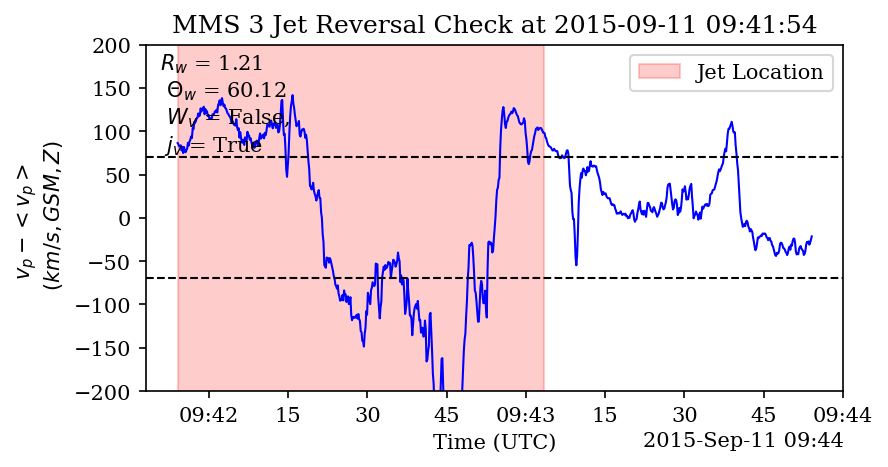 MMS 3 Jet Reversal Check at 2015-09-11 09:41:54
R_w = 1.21
Θ_w = 60.12
W_v = False,
j_v = True
Jet Location
v_p − < v_p >
(km/s, GSM, Z)
200
150
100
50
0
−50
−100
−150
−200
09:42 15 30 45 09:43 15 30 45 09:44
Time (UTC)
2015-Sep-11 09:44